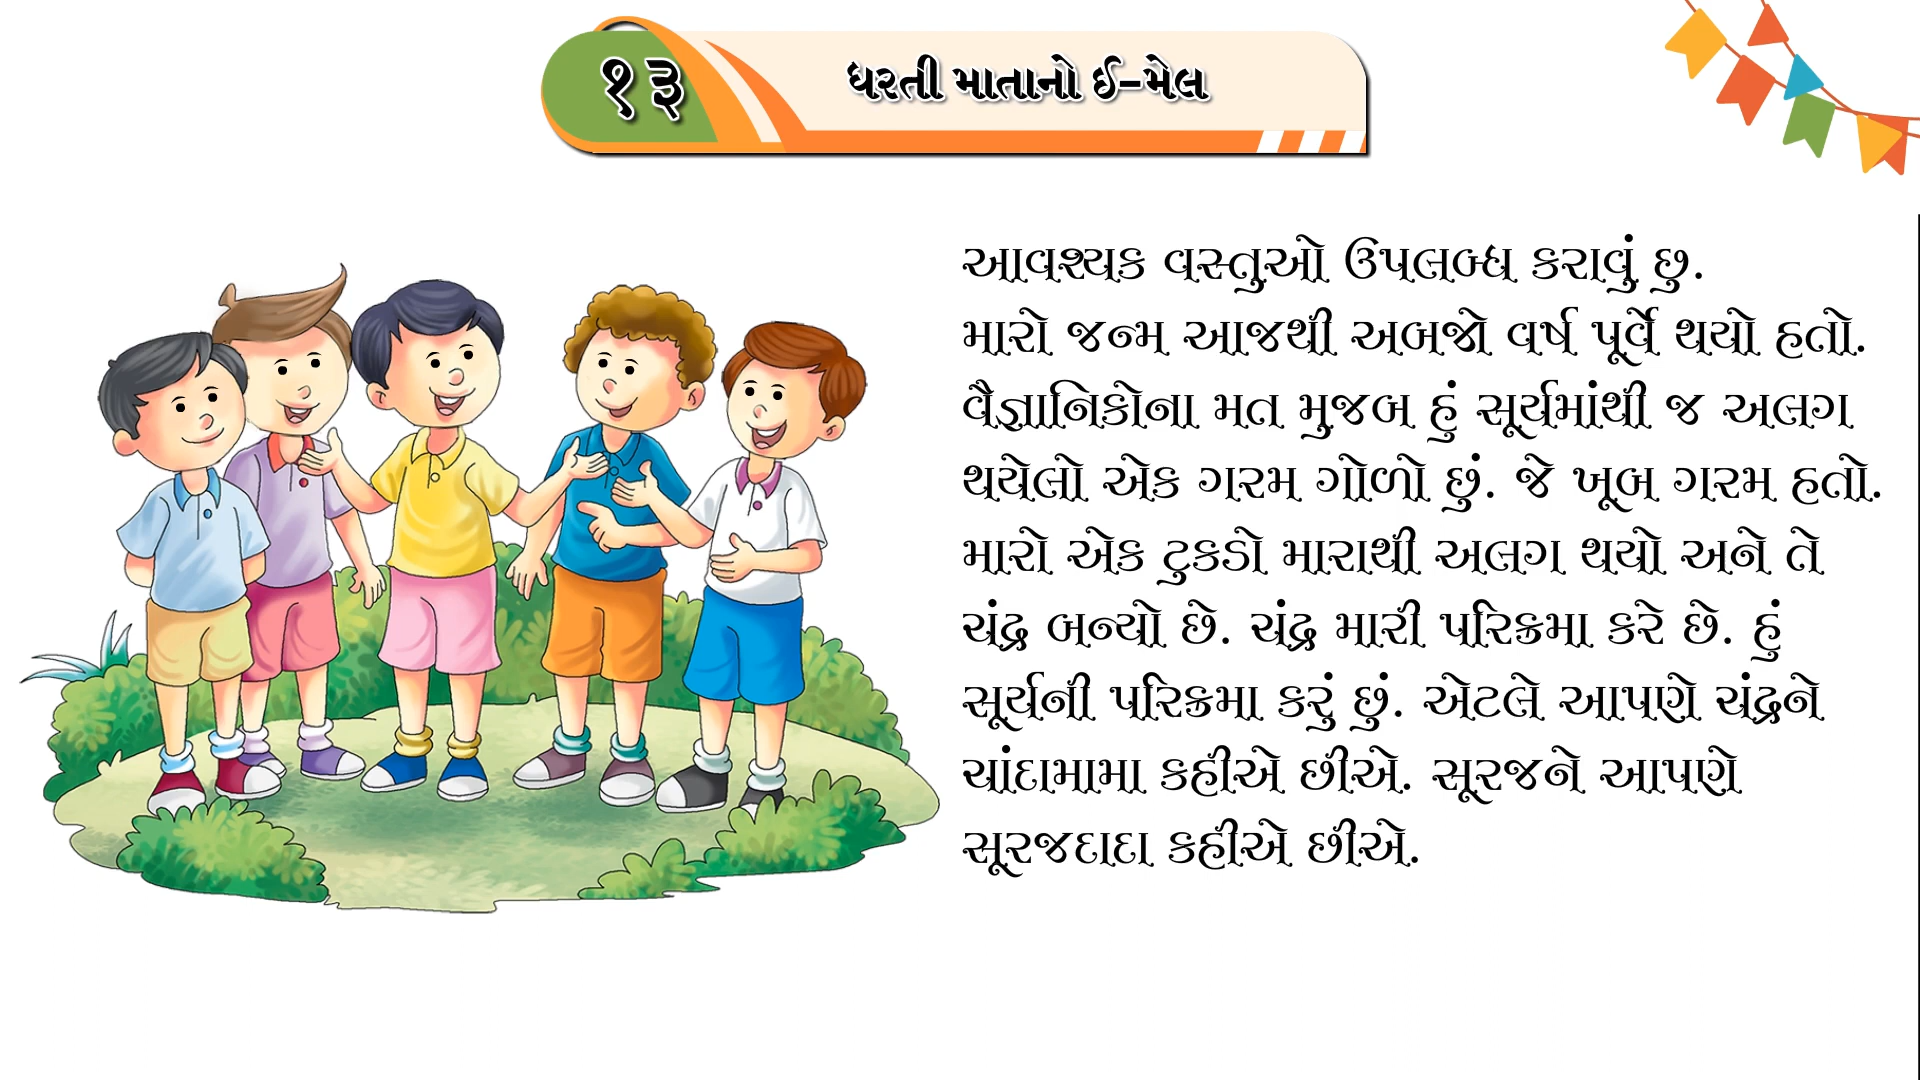 ૧૩
ધરતી માતાનો ઈ-મેલ
આવશ્યક વસ્તુઓ ઉપલબ્ધ કરાવું છુ.
મારો જન્મ આજથી અબજો વર્ષ પૂર્વે થયો હતો.
વૈજ્ઞાનિકોના મત મુજબ હું સૂર્યમાંથી જ અલગ
થયેલો એક ગરમ ગોળો છું. જે ખૂબ ગરમ હતો.
મારો એક ટુકડો મારાથી અલગ થયો અને તે
ચંદ્ર બન્યો છે. ચંદ્ર મારી પરિક્રમા કરે છે. હું
સૂર્યની પરિક્રમા કરું છું. એટલે આપણે ચંદ્રને
ચાંદામામા કહીએ છીએ. સૂરજને આપણે
સૂરજદાદા કહીએ છીએ.